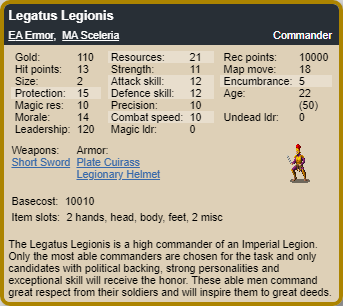 Legatus Legionis
EA Ermor, MA Sceleria Commander
Gold: 110 Resources: 21 Rec points: 10000
Hit points: 13 Strength: 11 Map move: 18
Size: 2 Attack skill: 12 Encumbrance: 5
Protection: 15 Defence skill: 12 Age: 22
Magic res: 10 Precision: 10 (50)
Morale: 14 Combat speed: 10 Undead ldr: 0
Leadership: 120 Magic ldr: 0
Weapons: Armor:
Short Sword Plate Cuirass
Legionary Helmet
Basecost: 10010
Item slots: 2 hands, head, body, feet, 2 misc
The Legatus Legionis is a high commander of an Imperial Legion.
Only the most able commanders are chosen for the task and only
candidates with political backing, strong personalities and
exceptional skill will receive the honor. These able men command
great respect from their soldiers and will inspire them to great deeds.